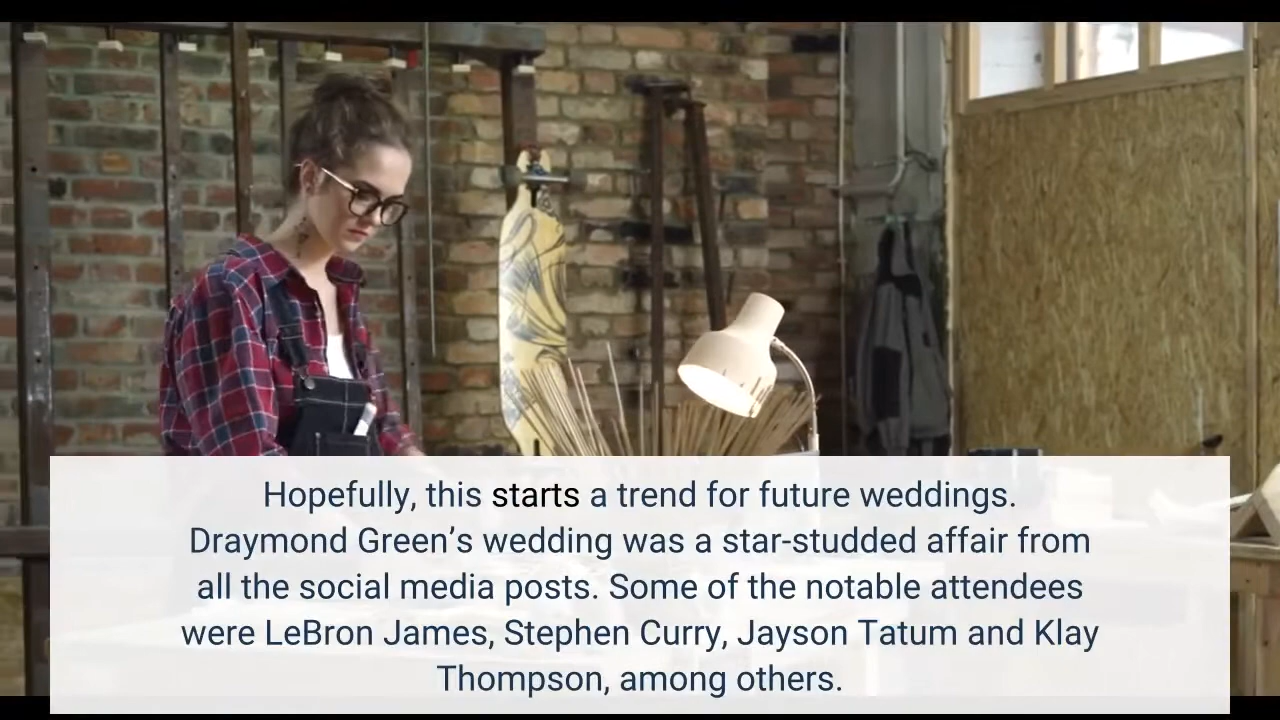 Hopefully, this starts a trend for future weddings.
Draymond Green’s wedding was a star-studded affair from
all the social media posts. Some of the notable attendees
were LeBron James, Stephen Curry, Jayson Tatum and Klay
Thompson, among others.